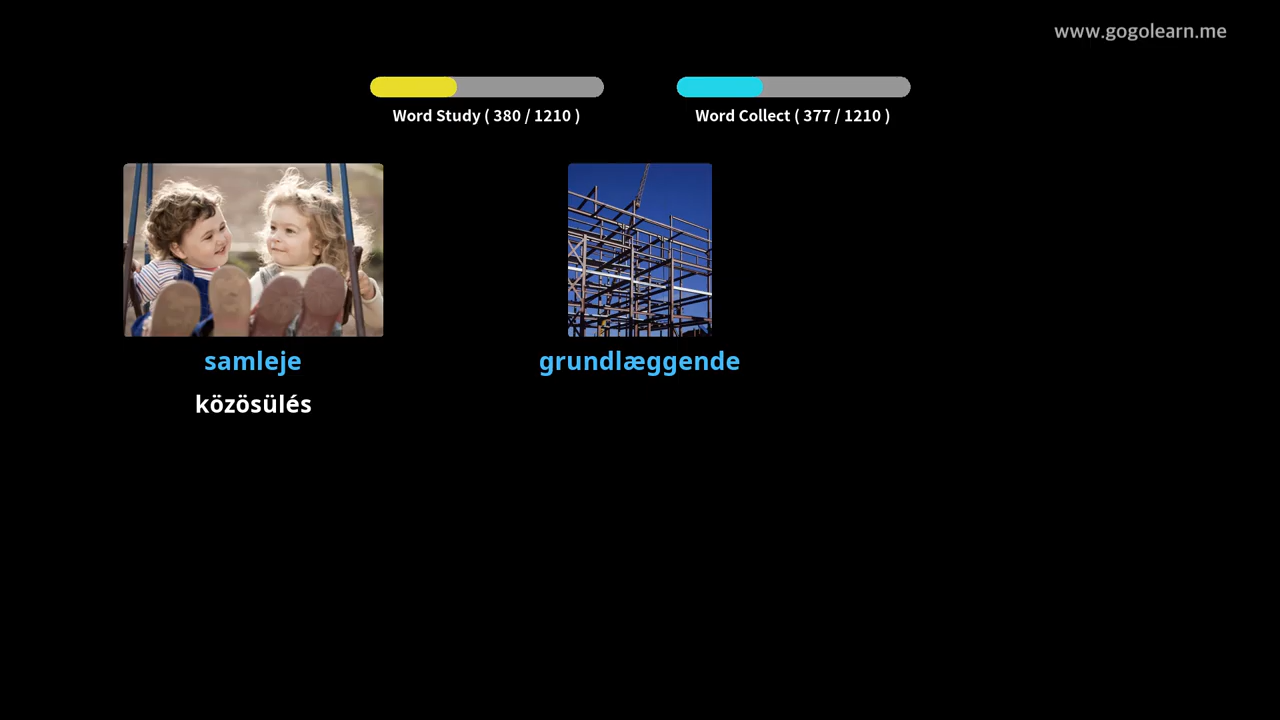 www.gogolearn.me
Word Study ( 380 / 1210 )
Word Collect ( 377 / 1210 )
samleje
grundlæggende
közösülés